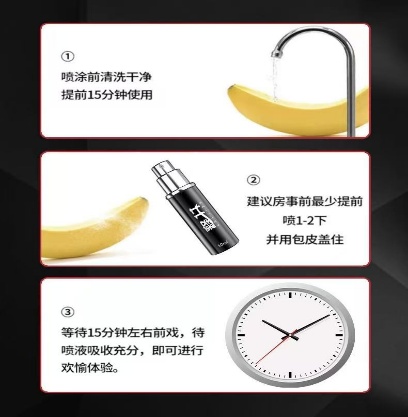 ①
喷涂前清洗干净
提前15分钟使用
②
建议房事前最少提前
喷1-2下
并用包皮盖住
③
等待15分钟左右前戏，待
喷液吸收充分，即可进行
欢愉体验。